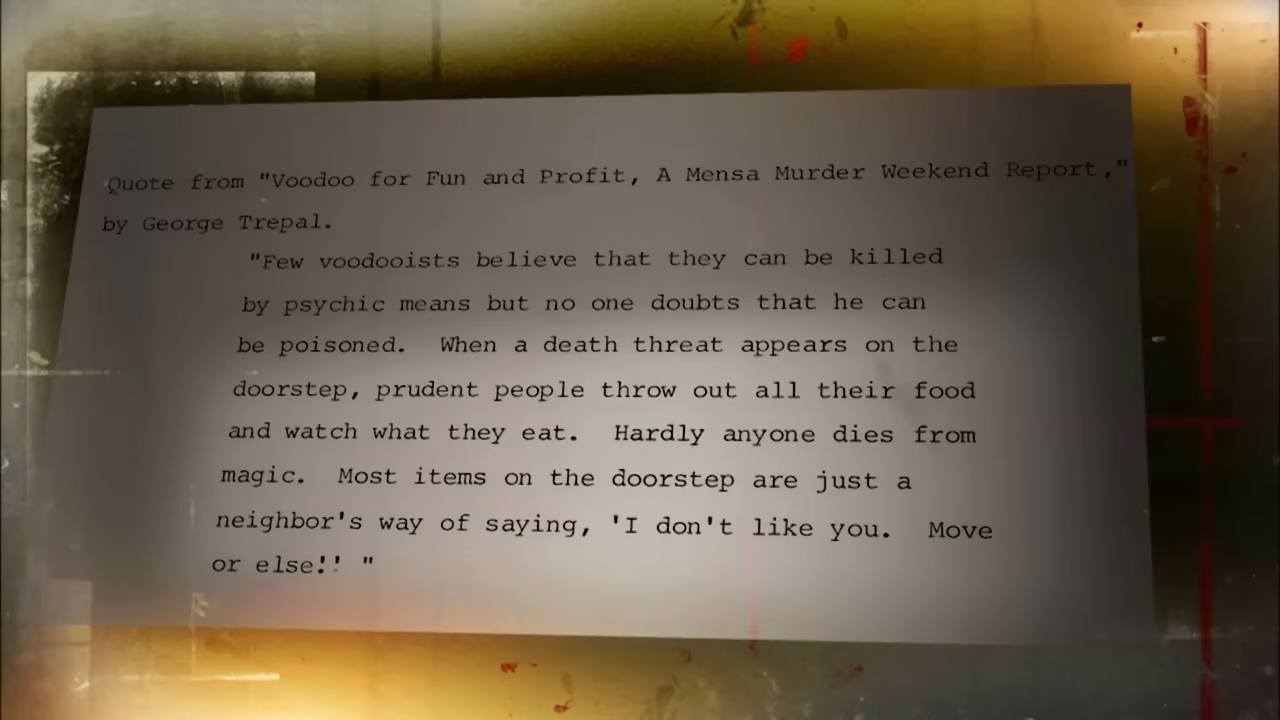 Quote from "Voodoo for Fun and Profit, A Mensa Murder Weekend Report,"
by George Trepal.
"Few voodooists believe that they can be killed
by psychic means but no one doubts that he can
be poisoned. When a death threat appears on the
doorstep, prudent people throw out all their food
and watch what they eat. Hardly anyone dies from
magic. Most items on the doorstep are just a
neighbor's way of saying, 'I don't like you. Move
or else!' "